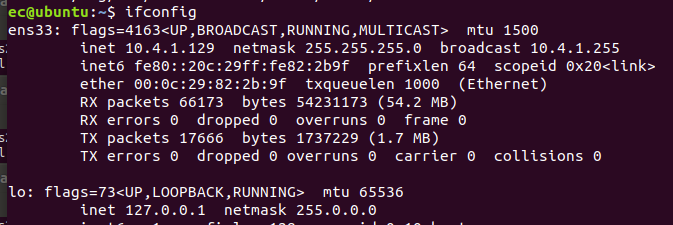 ec@ubuntu:~$ ifconfig
ens33: flags=4163<UP,BROADCAST,RUNNING,MULTICAST>  mtu 1500
        inet 10.4.1.129  netmask 255.255.255.0  broadcast 10.4.1.255
        inet6 fe80::20c:29ff:fe82:2b9f  prefixlen 64  scopeid 0x20<link>
        ether 00:0c:29:82:2b:9f  txqueuelen 1000  (Ethernet)
        RX packets 66173  bytes 54231173 (54.2 MB)
        RX errors 0  dropped 0  overruns 0  frame 0
        TX packets 17666  bytes 1737229 (1.7 MB)
        TX errors 0  dropped 0 overruns 0  carrier 0  collisions 0

lo: flags=73<UP,LOOPBACK,RUNNING>  mtu 65536
        inet 127.0.0.1  netmask 255.0.0.0